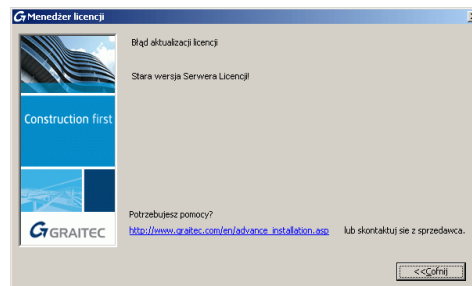 Menedżer licencji
Błąd aktualizacji licencji
Stara wersja Serwera Licencji!
Construction first
GRAITEC
Potrzebujesz pomocy?
http://www.graitec.com/en/advance_installation.asp lub skontaktuj sie z sprzedawca.
<<Cofnij